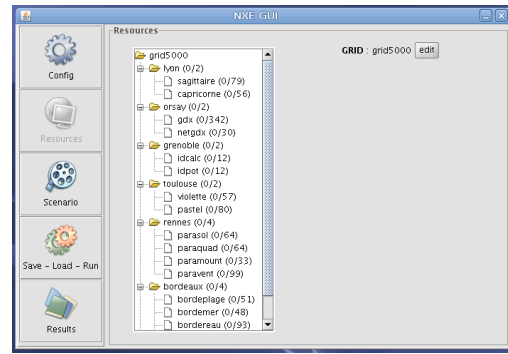 NXE GUI
Config
Resources
Scenario
Save – Load – Run
Results
Resources
grid5000
lyon (0/2)
sagittaire (0/79)
capricorne (0/56)
orsay (0/2)
gdx (0/342)
netgdx (0/30)
grenoble (0/2)
idcalc (0/12)
idpot (0/12)
toulouse (0/2)
violette (0/57)
pastel (0/80)
rennes (0/4)
parasol (0/64)
paraquad (0/64)
paramount (0/33)
paravent (0/99)
bordeaux (0/4)
bordeplage (0/51)
bordemer (0/48)
bordereau (0/93)
GRID : grid5000 edit